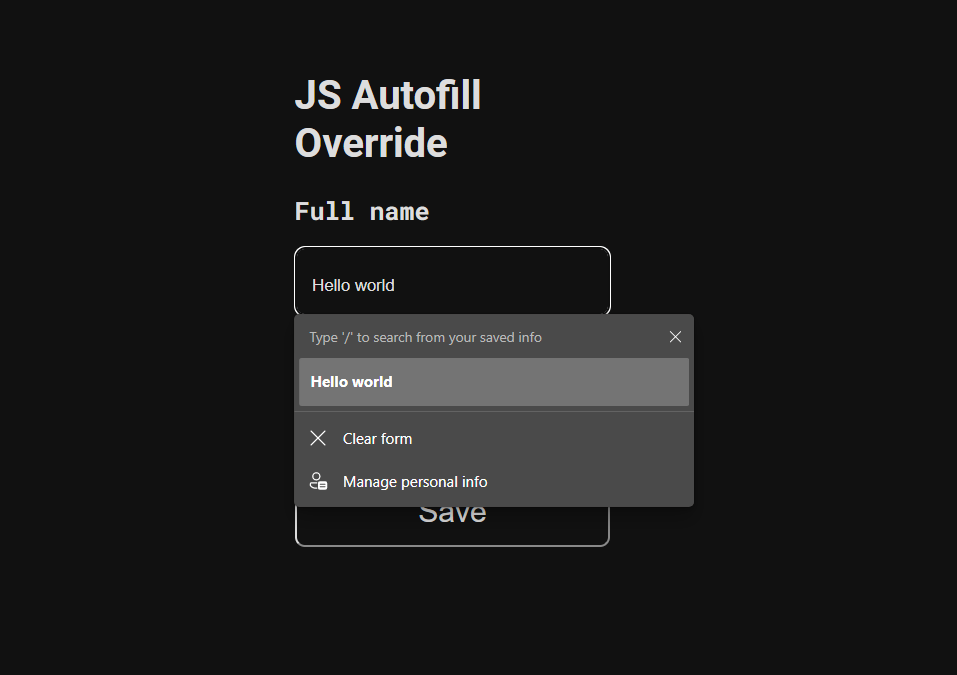 JS Autofill
Override
Full name
Hello world
Type '/' to search from your saved info
Hello world
Clear form
Manage personal info
Save